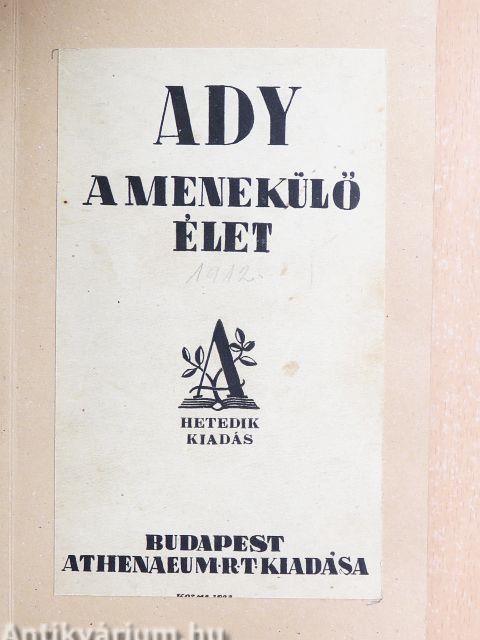 ADY
A MENEKÜLŐ
ÉLET
1912.
HETEDIK
KIADÁS
BUDAPEST
ATHENAEUM·R·T·KIADÁSA
Antikvárium.hu